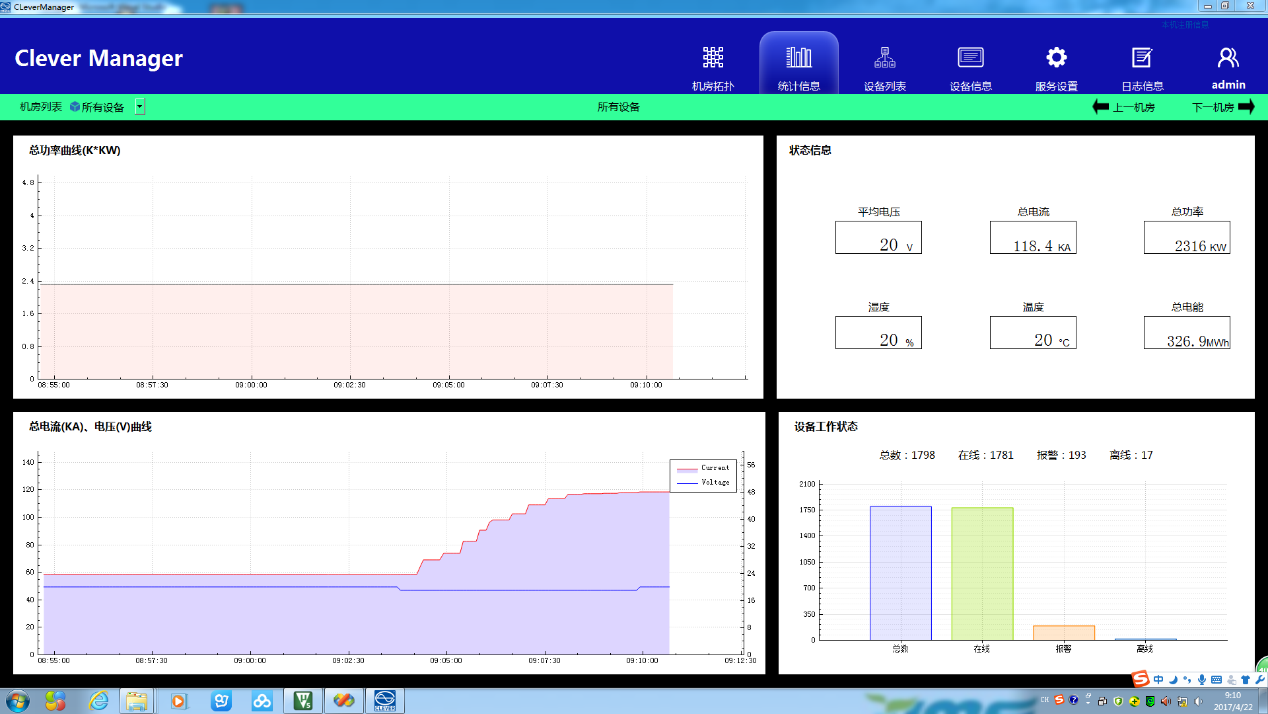 CLeverManager
本机注册信息
Clever Manager
机房拓扑
统计信息
设备列表
设备信息
服务设置
日志信息
admin
机房列表 所有设备
所有设备
上一机房
下一机房
总功率曲线(K*KW)
4.8
4
3.2
2.4
1.6
0.8
0
08:55:00 08:57:30 09:00:00 09:02:30 09:05:00 09:07:30 09:10:00
状态信息
平均电压 总电流 总功率
20 V 118.4 KA 2316 KW
湿度 温度 总电能
20 % 20 ℃ 326.9MWh
总电流(KA)、电压(V)曲线
140
120
100
80
60
40
20
0
Current
Voltage
56
48
40
32
24
16
8
0
08:55:00 08:57:30 09:00:00 09:02:30 09:05:00 09:07:30 09:10:00 09:12:30
设备工作状态
总数：1798 在线：1781 报警：193 离线：17
2100
1750
1400
1050
700
350
0
总数 在线 报警 离线
中
CH
9:10
2017/4/22